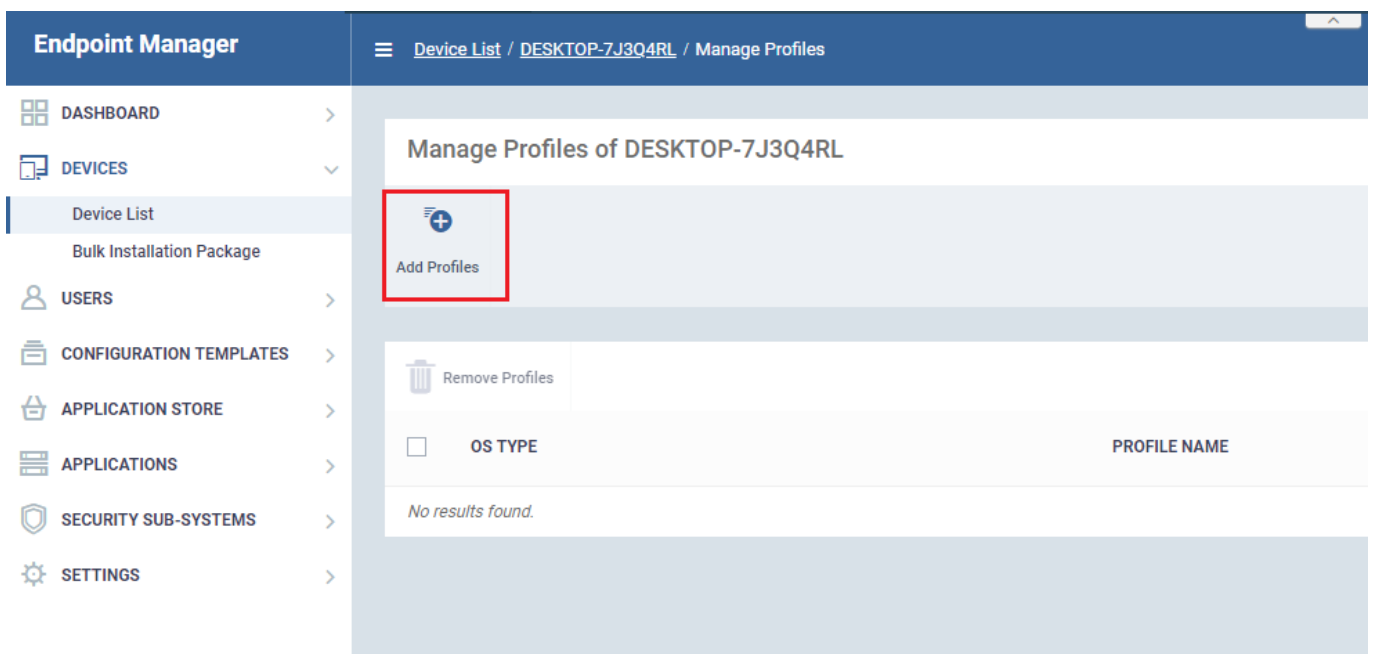 Endpoint Manager
Device List / DESKTOP-7J3Q4RL / Manage Profiles
DASHBOARD
DEVICES
Device List
Bulk Installation Package
USERS
CONFIGURATION TEMPLATES
APPLICATION STORE
APPLICATIONS
SECURITY SUB-SYSTEMS
SETTINGS
Manage Profiles of DESKTOP-7J3Q4RL
Add Profiles
Remove Profiles
OS TYPE PROFILE NAME
No results found.